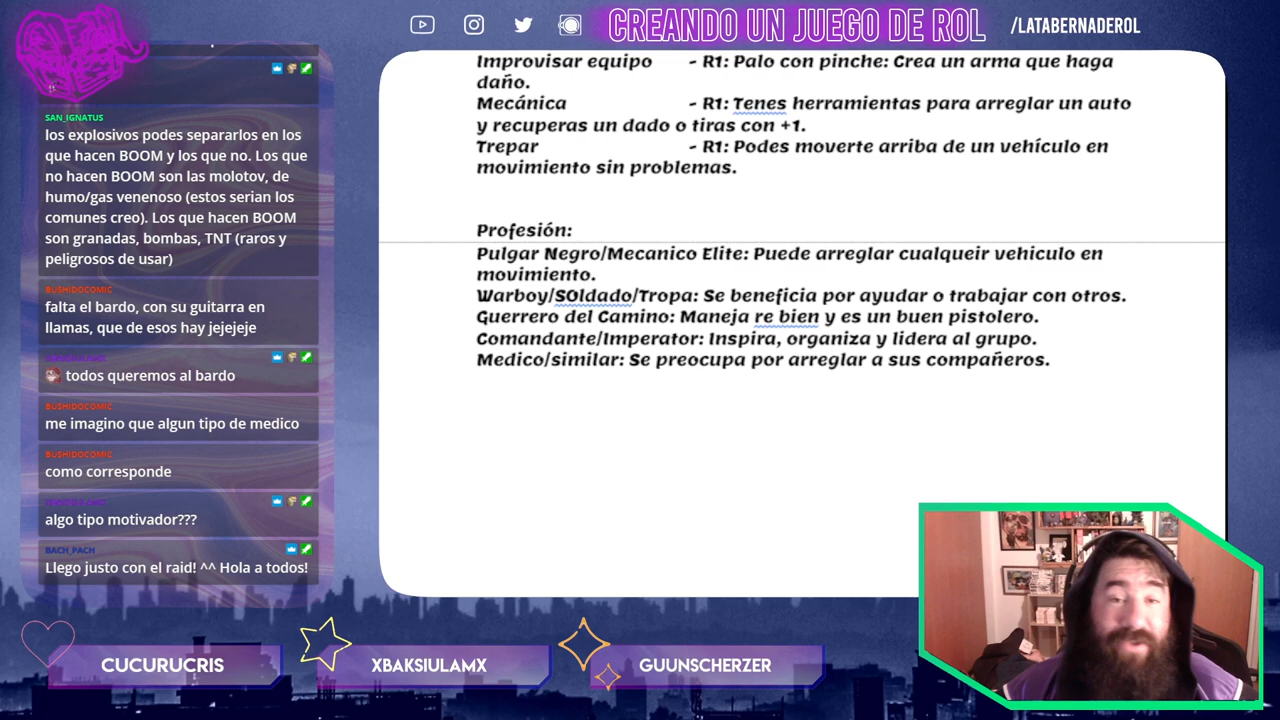 CREANDO UN JUEGO DE ROL
/LATABERNADEROL
SAN_IGNATUS
los explosivos podes separarlos en los
que hacen BOOM y los que no. Los que
no hacen BOOM son las molotov, de
humo/gas venenoso (estos serian los
comunes creo). Los que hacen BOOM
son granadas, bombas, TNT (raros y
peligrosos de usar)
BUSHIDOCOMIC
falta el bardo, con su guitarra en
llamas, que de esos hay jejejeje
todos queremos al bardo
BUSHIDOCOMIC
me imagino que algun tipo de medico
BUSHIDOCOMIC
como corresponde
algo tipo motivador???
BACH_PACH
Llego justo con el raid! ^^ Hola a todos!
Improvisar equipo - R1: Palo con pinche: Crea un arma que haga
daño.
Mecánica - R1: Tenes herramientas para arreglar un auto
y recuperas un dado o tiras con +1.
Trepar - R1: Podes moverte arriba de un vehículo en
movimiento sin problemas.
Profesión:
Pulgar Negro/Mecanico Elite: Puede arreglar cualqueir vehiculo en
movimiento.
Warboy/SOldado/Tropa: Se beneficia por ayudar o trabajar con otros.
Guerrero del Camino: Maneja re bien y es un buen pistolero.
Comandante/Imperator: Inspira, organiza y lidera al grupo.
Medico/similar: Se preocupa por arreglar a sus compañeros.
CUCURUCRIS
XBAKSIULAMX
GUUNSCHERZER